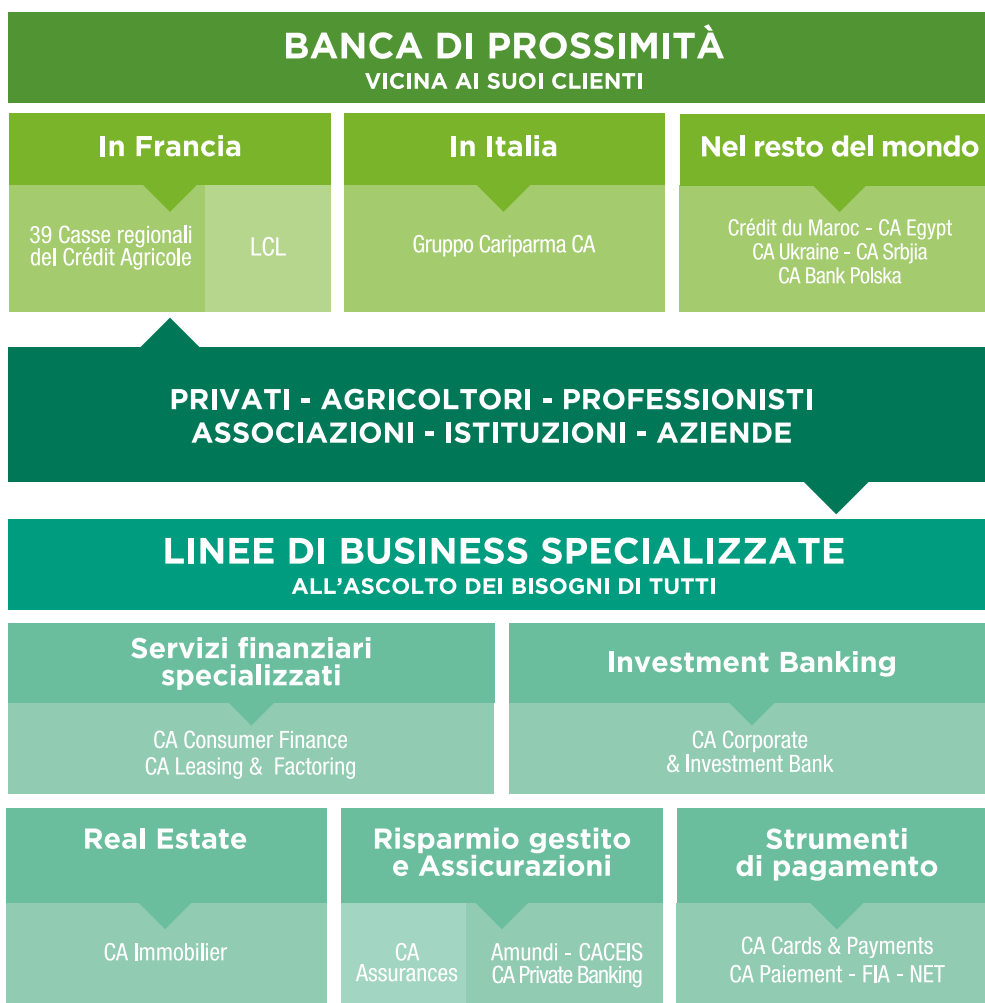 BANCA DI PROSSIMITÀ
VICINA AI SUOI CLIENTI
In Francia
39 Casse regionali
del Crédit Agricole
LCL
In Italia
Gruppo Cariparma CA
Nel resto del mondo
Crédit du Maroc - CA Egypt
CA Ukraine - CA Srbjia
CA Bank Polska
PRIVATI - AGRICOLTORI - PROFESSIONISTI
ASSOCIAZIONI - ISTITUZIONI - AZIENDE
LINEE DI BUSINESS SPECIALIZZATE
ALL'ASCOLTO DEI BISOGNI DI TUTTI
Servizi finanziari
specializzati
CA Consumer Finance
CA Leasing & Factoring
Investment Banking
CA Corporate
& Investment Bank
Real Estate
CA Immobilier
Risparmio gestito
e Assicurazioni
CA
Assurances
Amundi - CACEIS
CA Private Banking
Strumenti
di pagamento
CA Cards & Payments
CA Paiement - FIA - NET